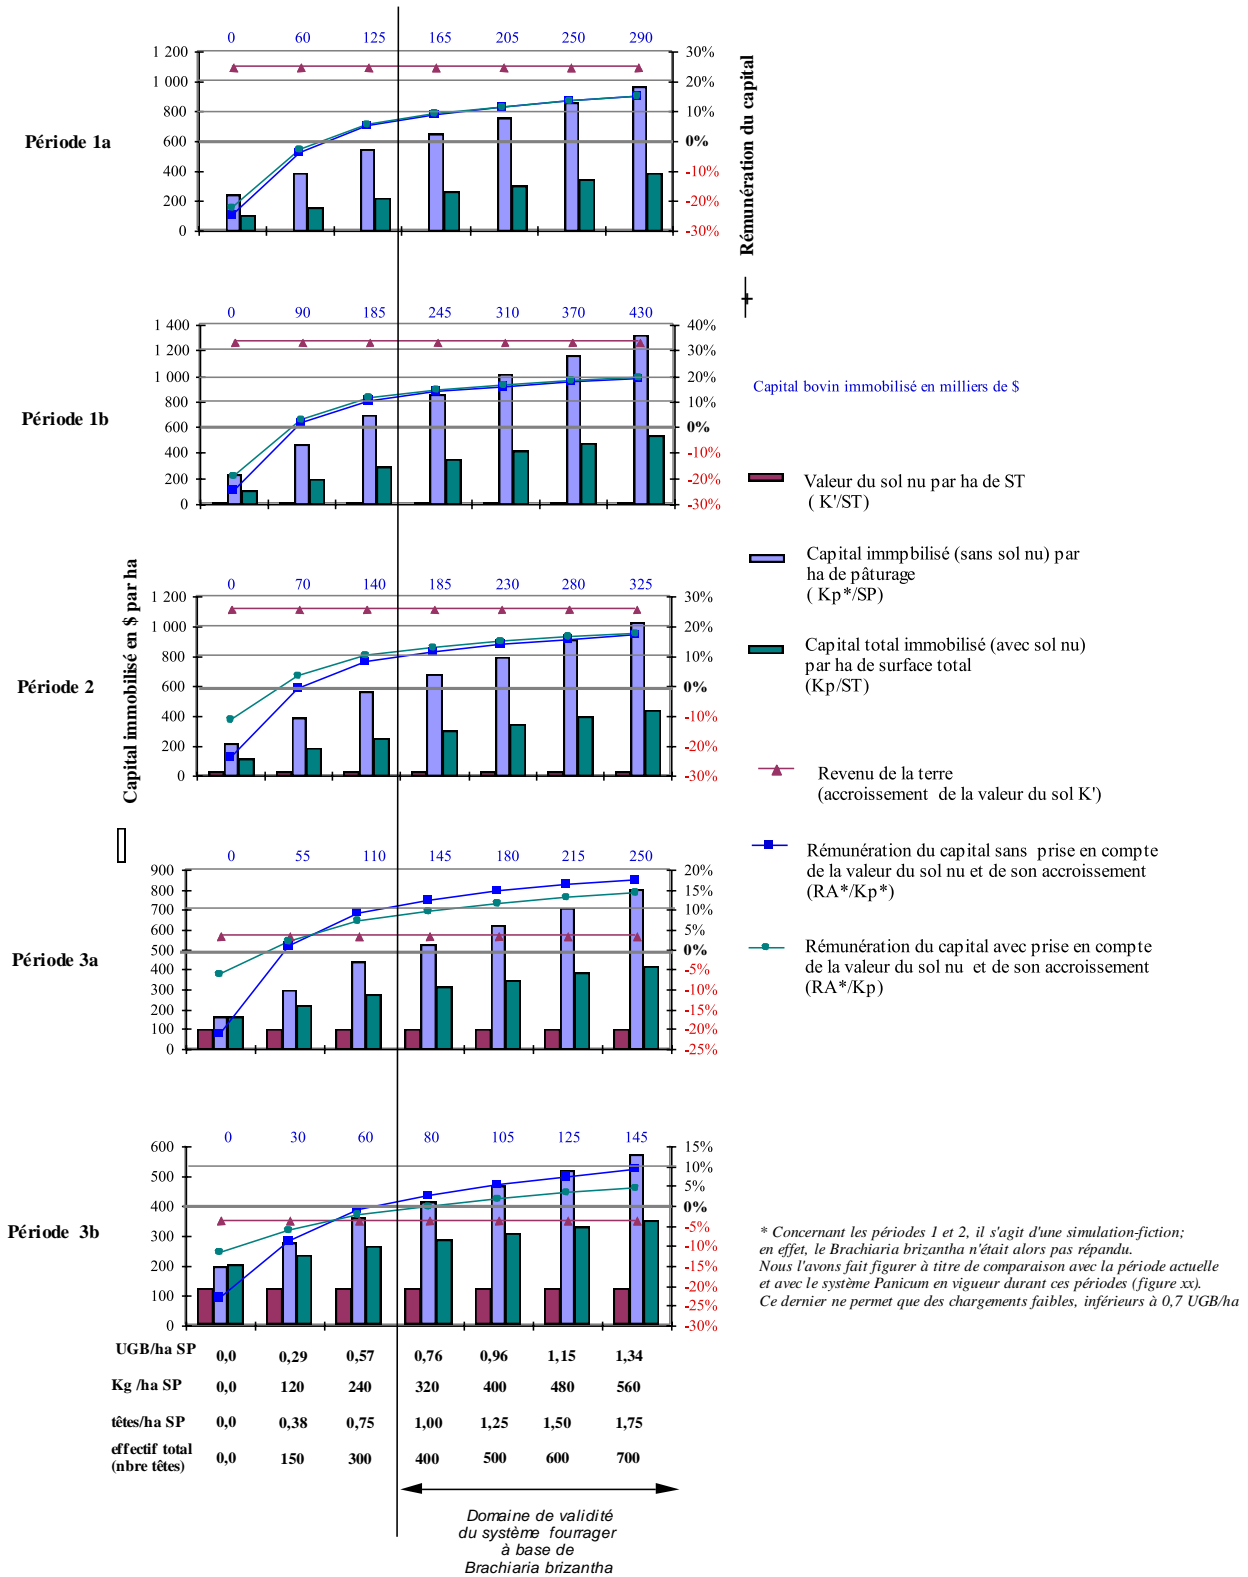 0 60 125 165 205 250 290
1 200 30%
1 000 20%
800 10%
600 0%
400 -10%
200 -20%
0 -30%
Période 1a
Rémunération du capital
0 90 185 245 310 370 430
1 400 40%
1 200 30%
1 000 20%
800 10%
600 0%
400 -10%
200 -20%
0 -30%
Période 1b
Capital bovin immobilisé en milliers de $
Valeur du sol nu par ha de ST
( K'/ST)
Capital immpbilisé (sans sol nu) par
ha de pâturage
( Kp*/SP)
Capital total immobilisé (avec sol nu)
par ha de surface total
(Kp/ST)
Revenu de la terre
(accroissement de la valeur du sol K')
Rémunération du capital sans prise en compte
de la valeur du sol nu et de son accroissement
(RA*/Kp*)
Rémunération du capital avec prise en compte
de la valeur du sol nu et de son accroissement
(RA*/Kp)
Capital immobilisé en $ par ha
0 70 140 185 230 280 325
1 200 30%
1 000 20%
800 10%
600 0%
400 -10%
200 -20%
0 -30%
Période 2
0 55 110 145 180 215 250
900 20%
800 15%
700 10%
600 5%
500 0%
400 -5%
300 -10%
200 -15%
100 -20%
0 -25%
Période 3a
0 30 60 80 105 125 145
600 15%
500 10%
400 5%
300 0%
200 -5%
100 -10%
0 -15%
-20%
-25%
-30%
Période 3b
* Concernant les périodes 1 et 2, il s'agit d'une simulation-fiction;
en effet, le Brachiaria brizantha n'était alors pas répandu.
Nous l'avons fait figurer à titre de comparaison avec la période actuelle
et avec le système Panicum en vigueur durant ces périodes (figure xx).
Ce dernier ne permet que des chargements faibles, inférieurs à 0,7 UGB/ha
UGB/ha SP 0,0 0,29 0,57 0,76 0,96 1,15 1,34
Kg /ha SP 0,0 120 240 320 400 480 560
têtes/ha SP 0,0 0,38 0,75 1,00 1,25 1,50 1,75
effectif total
(nbre têtes) 0,0 150 300 400 500 600 700
Domaine de validité
du système fourrager
à base de
Brachiaria brizantha